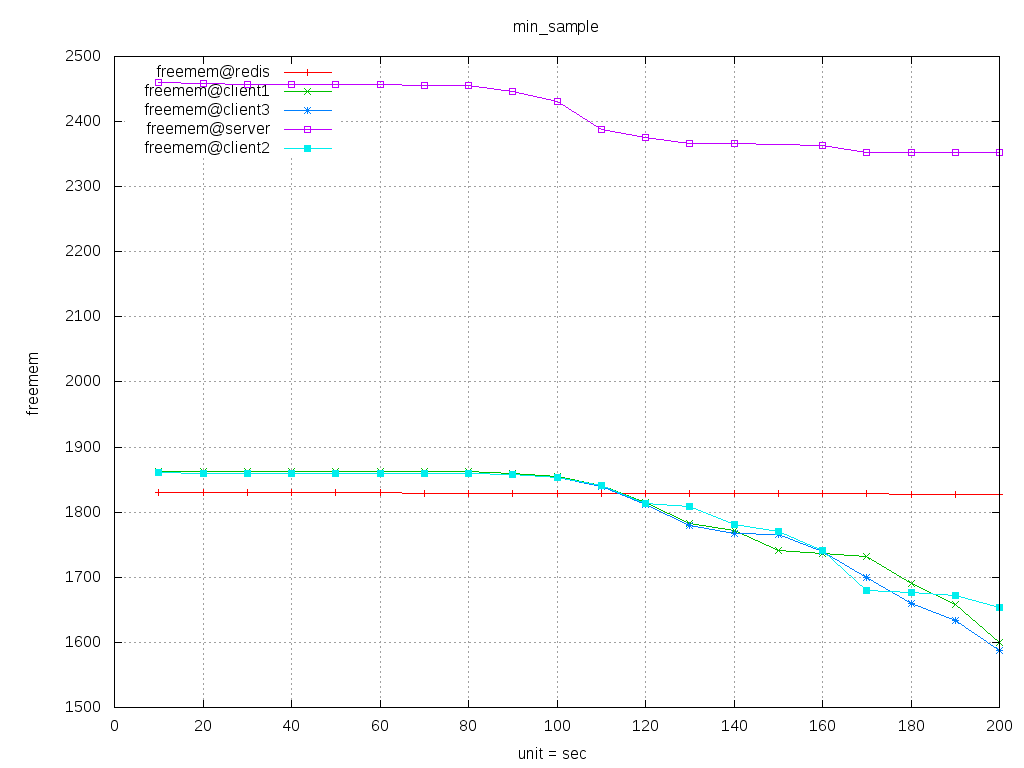 min_sample
2500
2400
2300
2200
2100
2000
1900
1800
1700
1600
1500
freemem
freemem@redis
freemem@client1
freemem@client3
freemem@server
freemem@client2
0 20 40 60 80 100 120 140 160 180 200
unit = sec